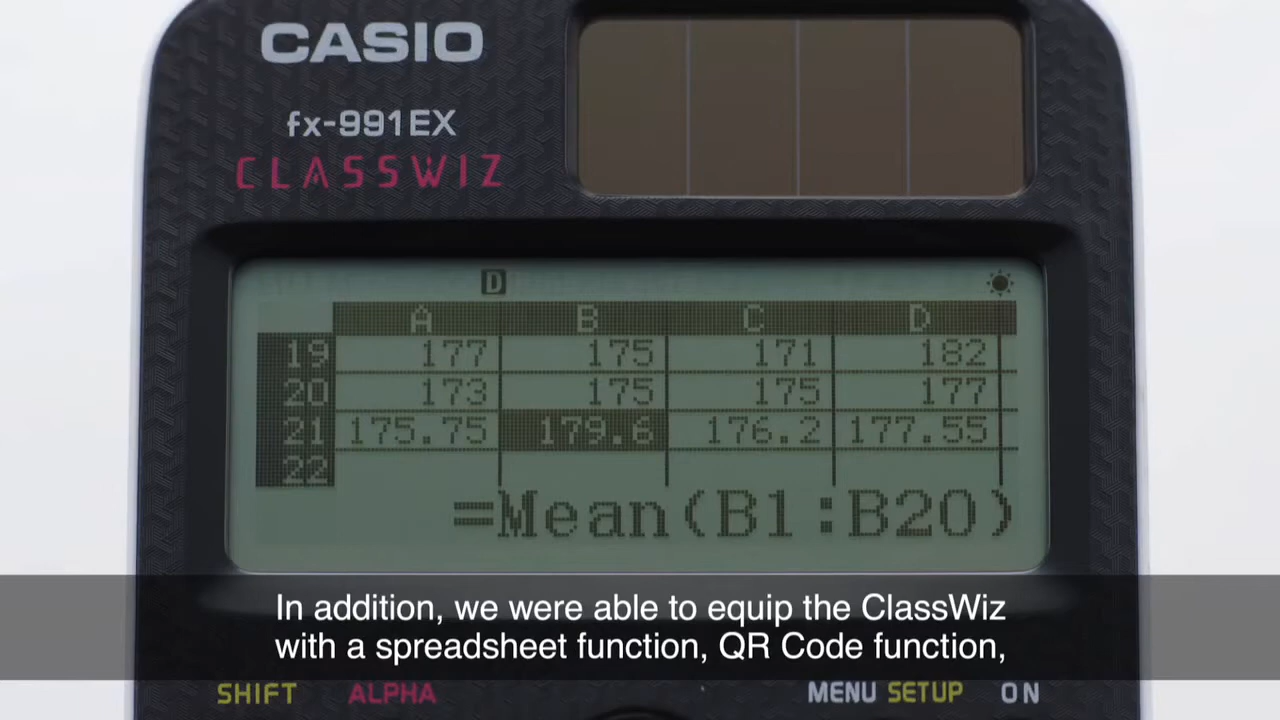 CASIO
fx-991EX
CLASSWIZ
D
A B C D
19 177 175 171 182
20 173 175 175 177
21 175.75 179.6 176.2 177.55
22
=Mean(B1:B20)
In addition, we were able to equip the ClassWiz
with a spreadsheet function, QR Code function,
SHIFT ALPHA MENU SETUP ON